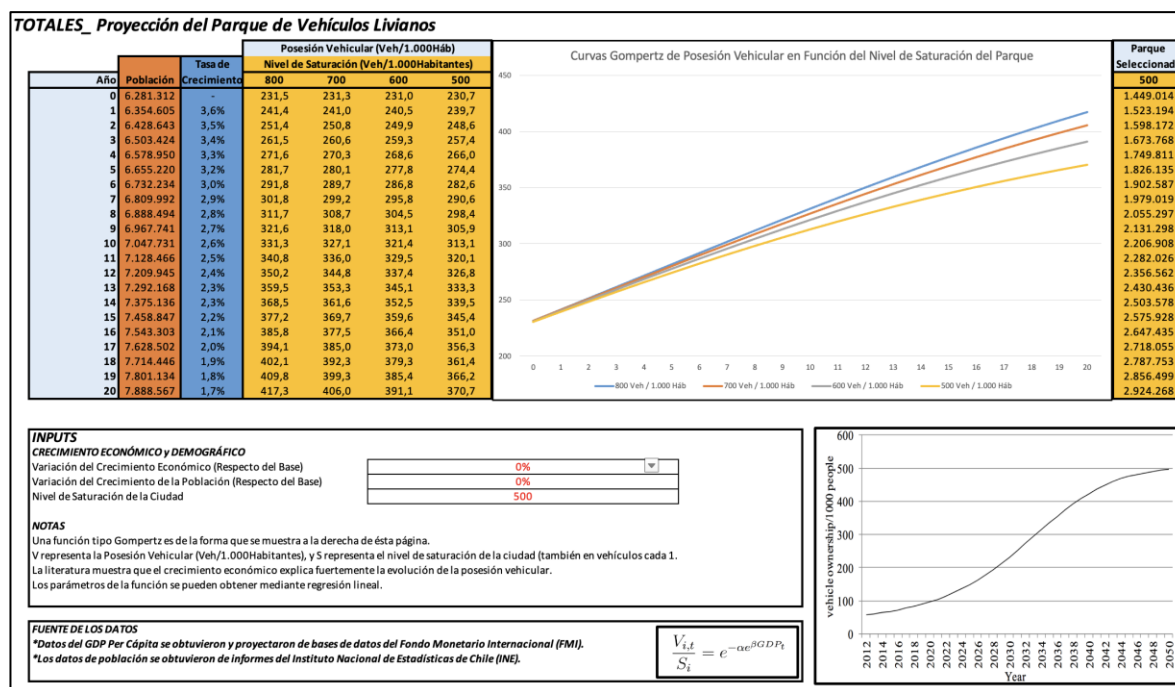 TOTALES_ Proyección del Parque de Vehículos Livianos
Posesión Vehicular (Veh/1.000Háb)
Tasa de Nivel de Saturación (Veh/1.000Habitantes)
Año Población Crecimiento 800 700 600 500
0 6.281.312 - 231,5 231,3 231,0 230,7
1 6.354.605 3,6% 241,4 241,0 240,5 239,7
2 6.428.643 3,5% 251,4 250,8 249,9 248,6
3 6.503.424 3,4% 261,5 260,6 259,3 257,4
4 6.578.950 3,3% 271,6 270,3 268,6 266,0
5 6.655.220 3,2% 281,7 280,1 277,8 274,4
6 6.732.234 3,0% 291,8 289,7 286,8 282,6
7 6.809.992 2,9% 301,8 299,2 295,8 290,6
8 6.888.494 2,8% 311,7 308,7 304,5 298,4
9 6.967.741 2,7% 321,6 318,0 313,1 305,9
10 7.047.731 2,6% 331,3 327,1 321,4 313,1
11 7.128.466 2,5% 340,8 336,0 329,5 320,1
12 7.209.945 2,4% 350,2 344,8 337,4 326,8
13 7.292.168 2,3% 359,5 353,3 345,1 333,3
14 7.375.136 2,3% 368,5 361,6 352,5 339,5
15 7.458.847 2,2% 377,2 369,7 359,6 345,4
16 7.543.303 2,1% 385,8 377,5 366,4 351,0
17 7.628.502 2,0% 394,1 385,0 373,0 356,3
18 7.714.446 1,9% 402,1 392,3 379,3 361,4
19 7.801.134 1,8% 409,8 399,3 385,4 366,2
20 7.888.567 1,7% 417,3 406,0 391,1 370,7
Curvas Gompertz de Posesión Vehicular en Función del Nivel de Saturación del Parque
450
400
350
300
250
200
0 1 2 3 4 5 6 7 8 9 10 11 12 13 14 15 16 17 18 19 20
800 Veh / 1.000 Háb 700 Veh / 1.000 Háb 600 Veh / 1.000 Háb 500 Veh / 1.000 Háb
Parque
Seleccionad
500
1.449.014
1.523.194
1.598.172
1.673.768
1.749.811
1.826.135
1.902.587
1.979.019
2.055.297
2.131.298
2.206.908
2.282.026
2.356.562
2.430.436
2.503.578
2.575.928
2.647.435
2.718.055
2.787.753
2.856.499
2.924.268
INPUTS
CRECIMIENTO ECONÓMICO y DEMOGRÁFICO
Variación del Crecimiento Económico (Respecto del Base) 0%
Variación del Crecimiento de la Población (Respecto del Base) 0%
Nivel de Saturación de la Ciudad 500
NOTAS
Una función tipo Gompertz es de la forma que se muestra a la derecha de ésta página.
V representa la Posesión Vehicular (Veh/1.000Habitantes), y S representa el nivel de saturación de la ciudad (también en vehículos cada 1.
La literatura muestra que el crecimiento económico explica fuertemente la evolución de la posesión vehicular.
Los parámetros de la función se pueden obtener mediante regresión lineal.
FUENTE DE LOS DATOS
*Datos del GDP Per Cápita se obtuvieron y proyectaron de bases de datos del Fondo Monetario Internacional (FMI).
*Los datos de población se obtuvieron de informes del Instituto Nacional de Estadísticas de Chile (INE).
V_{i,t}/S_i = e^{-αe^{βGDP_t}}
vehicle ownership/1000 people
600
500
400
300
200
100
0
2012 2014 2016 2018 2020 2022 2024 2026 2028 2030 2032 2034 2036 2038 2040 2042 2044 2046 2048 2050
Year